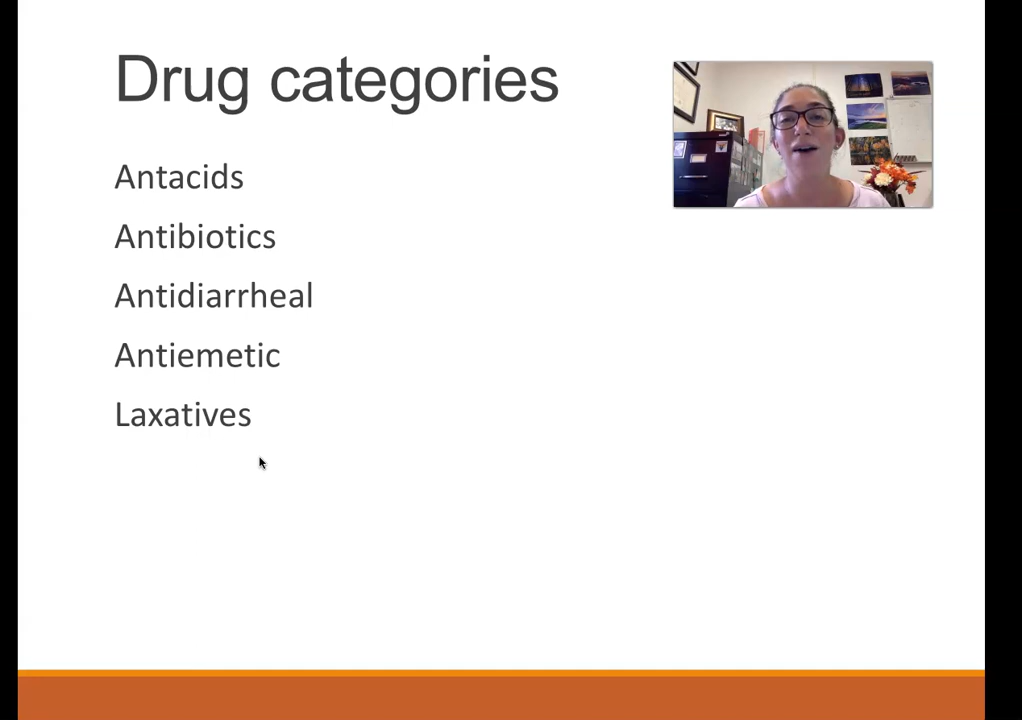 Drug categories
Antacids
Antibiotics
Antidiarrheal
Antiemetic
Laxatives